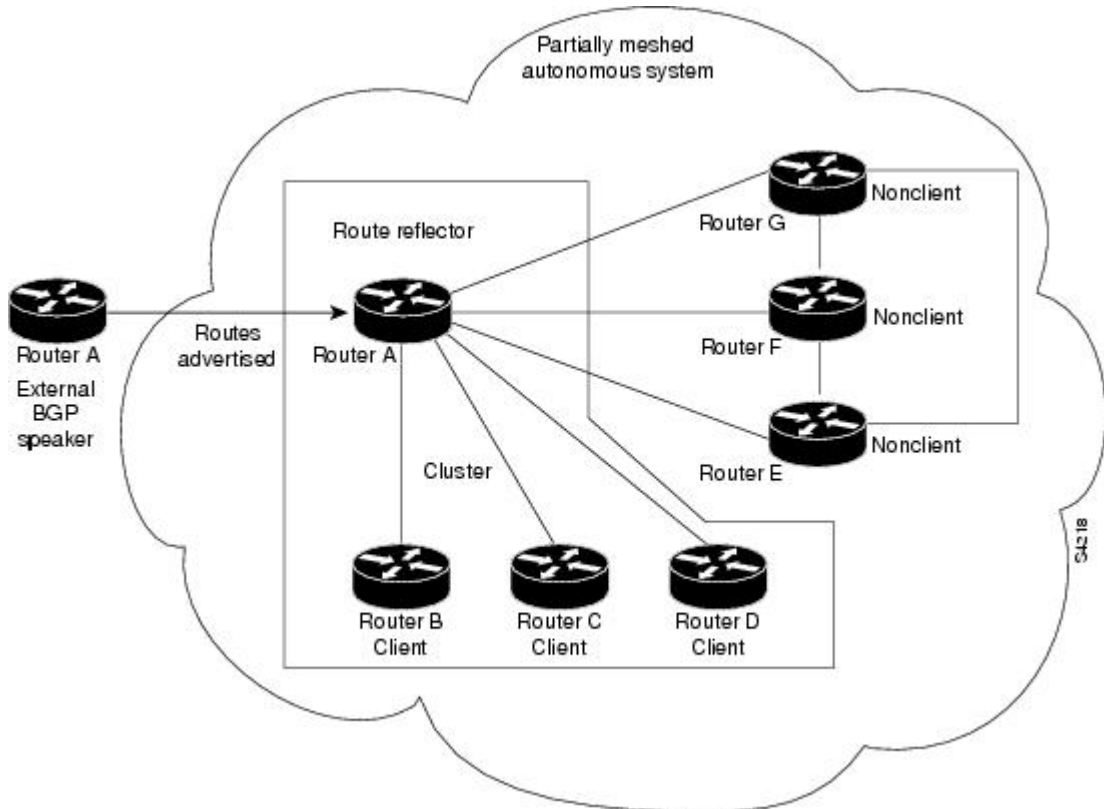 Partially meshed
autonomous system
Nonclient
Router G
Route reflector
Nonclient
Router F
Router A
External
BGP
speaker
Routes
advertised
Router A
Nonclient
Router E
Cluster
Router B
Client
Router C
Client
Router D
Client
S4218